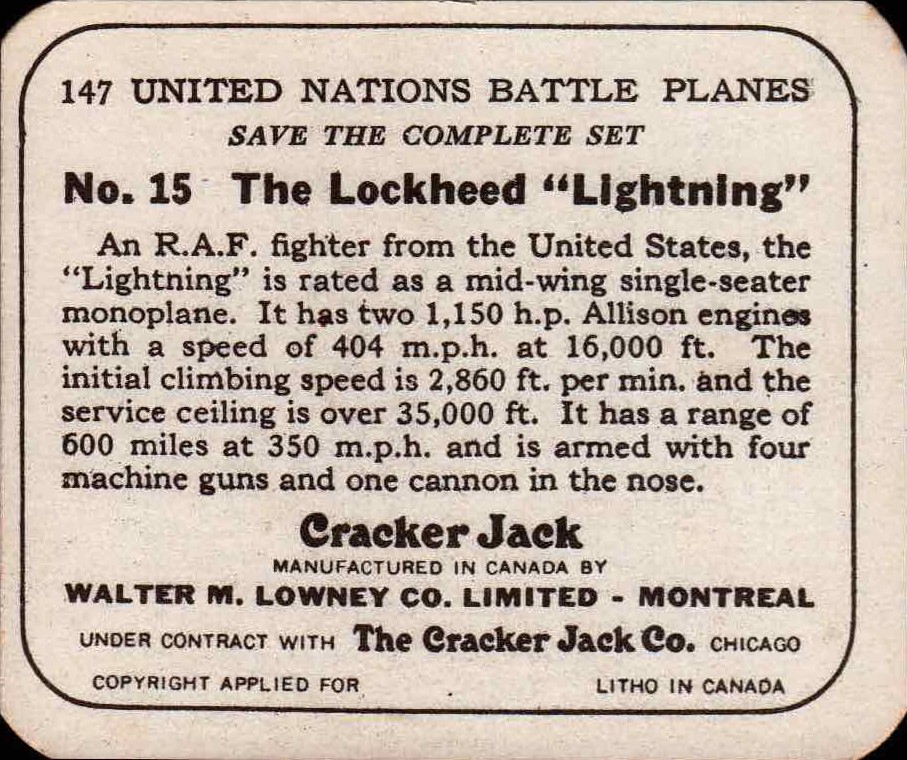 147 UNITED NATIONS BATTLE PLANES
SAVE THE COMPLETE SET
No. 15 The Lockheed “Lightning”
An R.A.F. fighter from the United States, the
“Lightning” is rated as a mid-wing single-seater
monoplane. It has two 1,150 h.p. Allison engines
with a speed of 404 m.p.h. at 16,000 ft. The
initial climbing speed is 2,860 ft. per min. and the
service ceiling is over 35,000 ft. It has a range of
600 miles at 350 m.p.h. and is armed with four
machine guns and one cannon in the nose.
Cracker Jack
MANUFACTURED IN CANADA BY
WALTER M. LOWNEY CO. LIMITED - MONTREAL
UNDER CONTRACT WITH The Cracker Jack Co. CHICAGO
COPYRIGHT APPLIED FOR LITHO IN CANADA